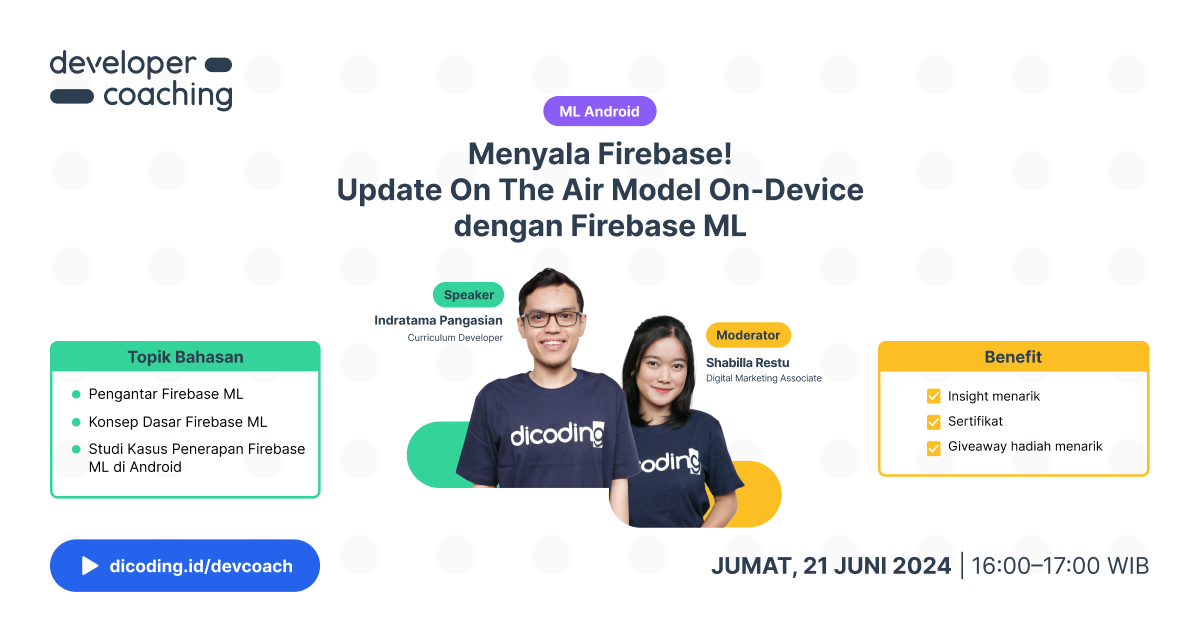 developer
coaching
ML Android
Menyala Firebase!
Update On The Air Model On-Device
dengan Firebase ML
Speaker
Indratama Pangasian
Curriculum Developer
Moderator
Shabilla Restu
Digital Marketing Associate
dicoding
coding
Topik Bahasan
Pengantar Firebase ML
Konsep Dasar Firebase ML
Studi Kasus Penerapan Firebase
ML di Android
Benefit
Insight menarik
Sertifikat
Giveaway hadiah menarik
dicoding.id/devcoach
JUMAT, 21 JUNI 2024 | 16:00–17:00 WIB